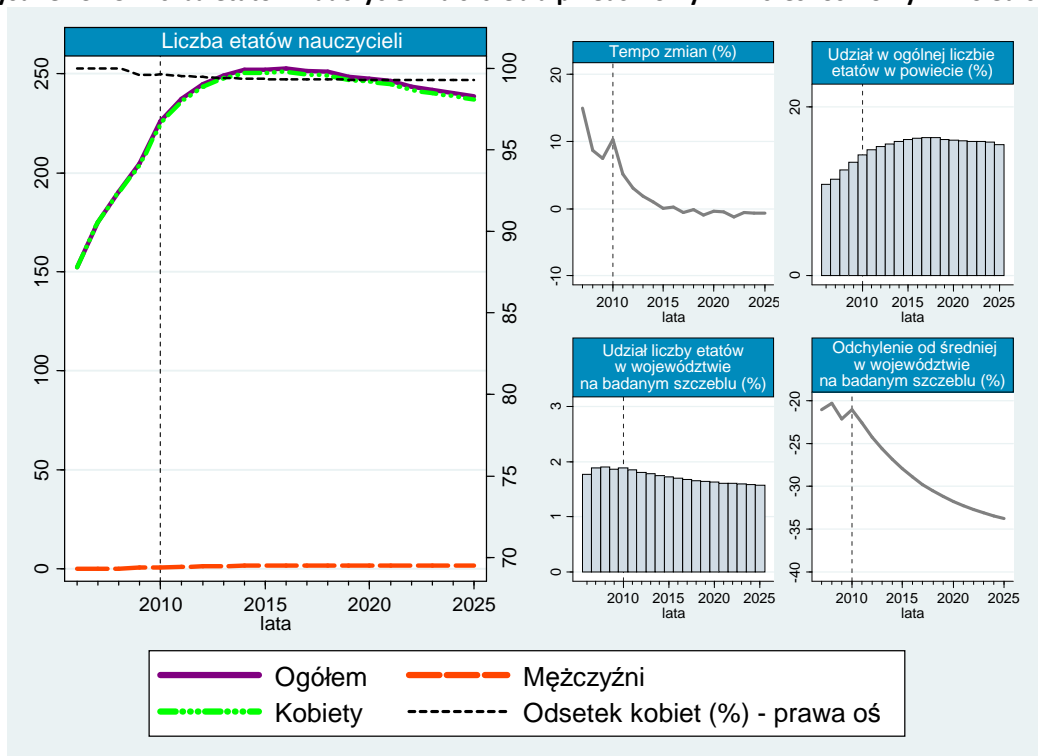 Liczba etatów nauczycieli
250
200
150
100
50
0
100
95
90
85
80
75
70
2010
2015
2020
2025
lata
Tempo zmian (%)
20
10
0
-10
2010
2015
2020
2025
lata
Udział w ogólnej liczbie
etatów w powiecie (%)
20
0
2010
2015
2020
2025
lata
Udział liczby etatów
w województwie
na badanym szczeblu (%)
3
2
1
0
2010
2015
2020
2025
lata
Odchylenie od średniej
w województwie
na badanym szczeblu (%)
-20
-25
-30
-35
-40
2010
2015
2020
2025
lata
Ogółem
Mężczyźni
Kobiety
Odsetek kobiet (%) - prawa oś